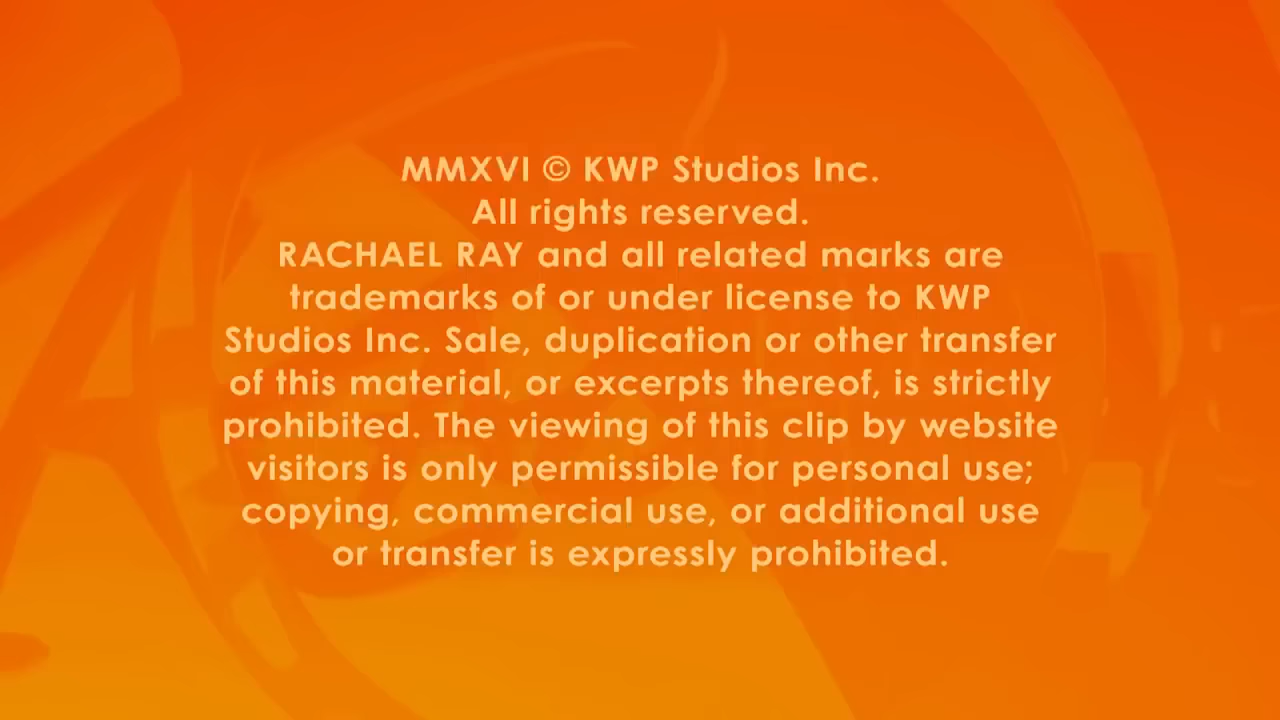 MMXVI © KWP Studios Inc.
All rights reserved.
RACHAEL RAY and all related marks are
trademarks of or under license to KWP
Studios Inc. Sale, duplication or other transfer
of this material, or excerpts thereof, is strictly
prohibited. The viewing of this clip by website
visitors is only permissible for personal use;
copying, commercial use, or additional use
or transfer is expressly prohibited.